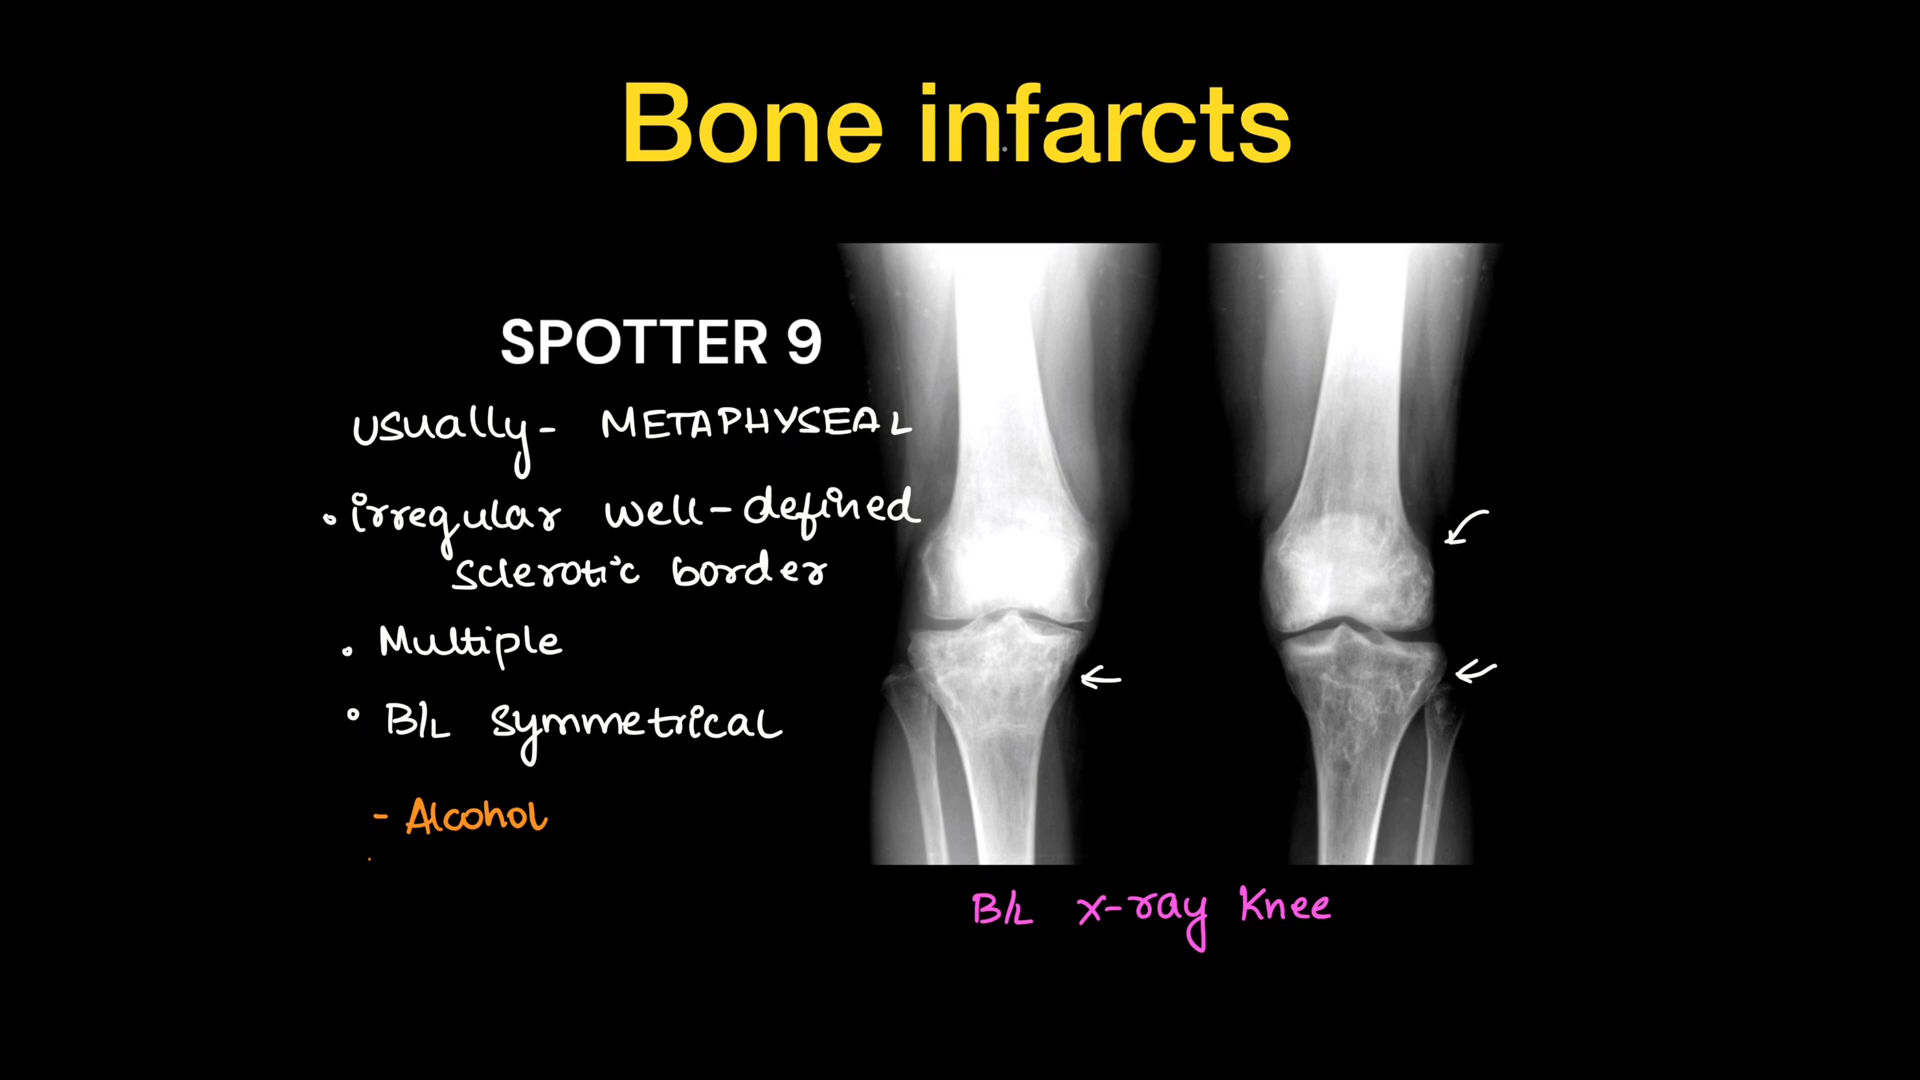 Bone infarcts
SPOTTER 9
usually - METAPHYSEAL
• irregular well-defined
sclerotic border
• Multiple
• B/L symmetrical
- Alcohol
B/L x-ray Knee